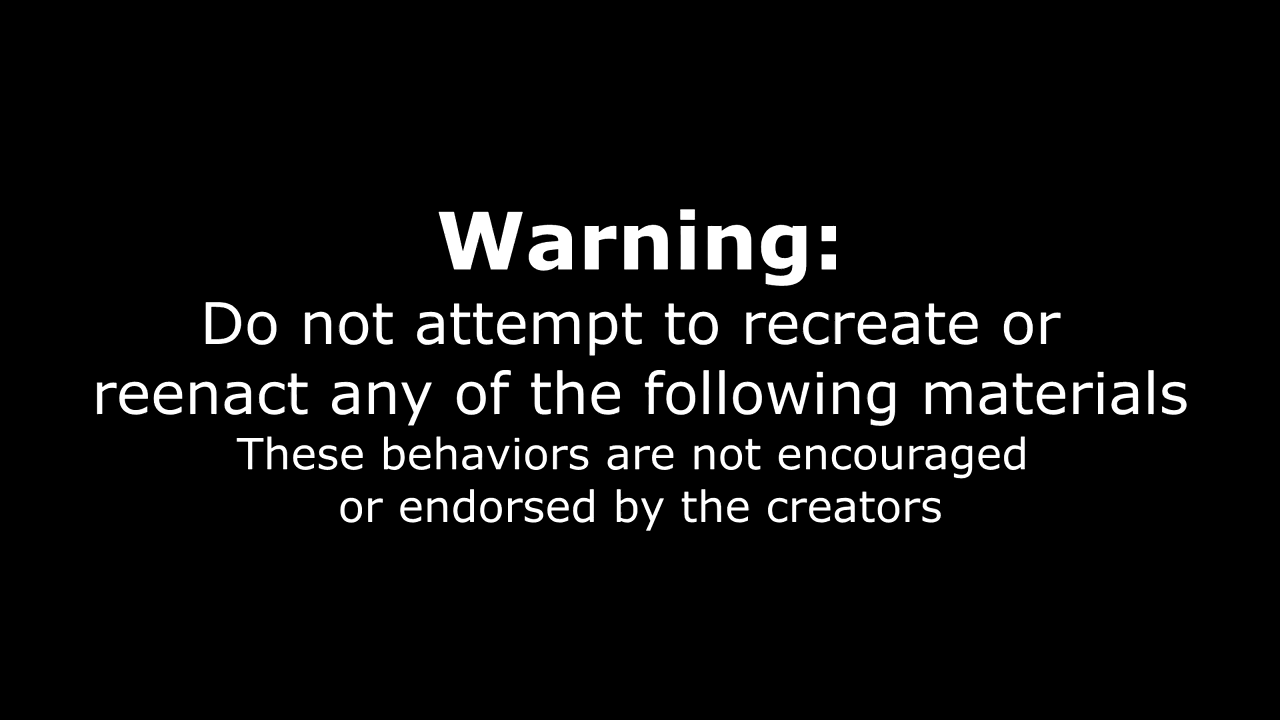 Warning:
Do not attempt to recreate or
reenact any of the following materials
These behaviors are not encouraged
or endorsed by the creators